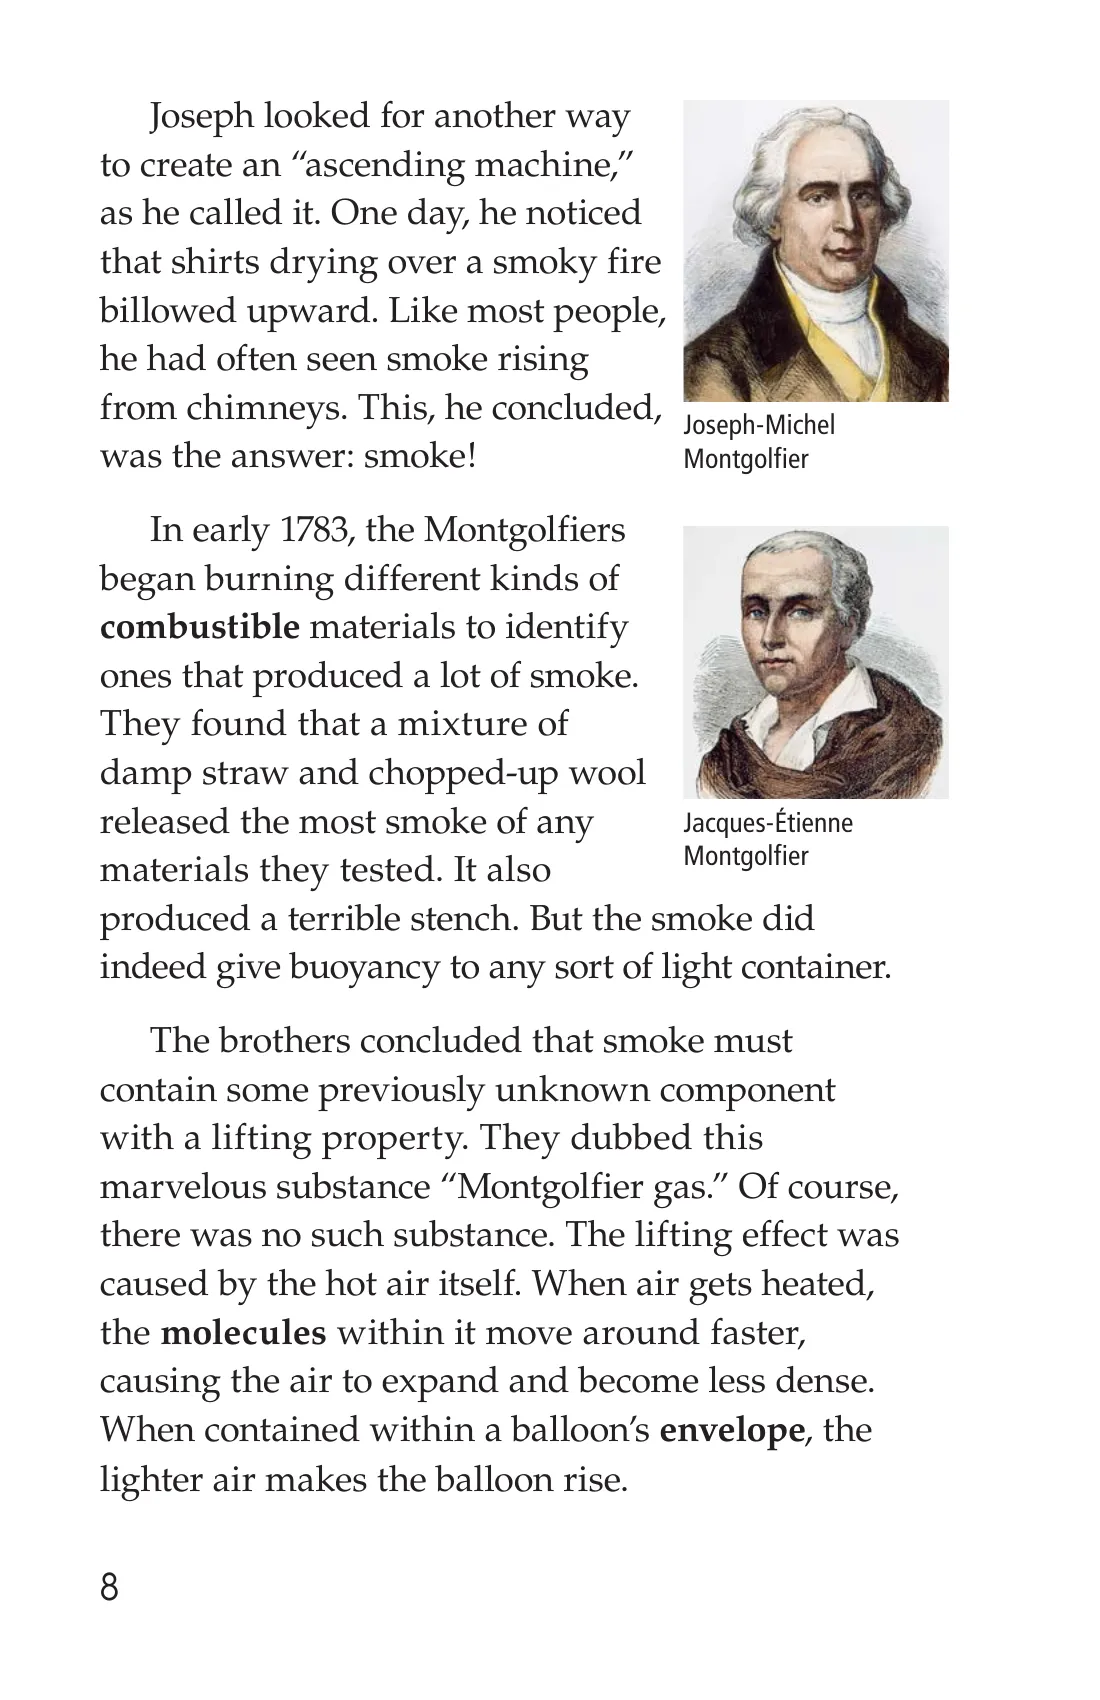 Joseph looked for another way
to create an “ascending machine,”
as he called it. One day, he noticed
that shirts drying over a smoky fire
billowed upward. Like most people,
he had often seen smoke rising
from chimneys. This, he concluded,
was the answer: smoke!
Joseph-Michel
Montgolfier
In early 1783, the Montgolfiers
began burning different kinds of
combustible materials to identify
ones that produced a lot of smoke.
They found that a mixture of
damp straw and chopped-up wool
released the most smoke of any
materials they tested. It also
produced a terrible stench. But the smoke did
indeed give buoyancy to any sort of light container.
Jacques-Étienne
Montgolfier
The brothers concluded that smoke must
contain some previously unknown component
with a lifting property. They dubbed this
marvelous substance “Montgolfier gas.” Of course,
there was no such substance. The lifting effect was
caused by the hot air itself. When air gets heated,
the molecules within it move around faster,
causing the air to expand and become less dense.
When contained within a balloon’s envelope, the
lighter air makes the balloon rise.
8